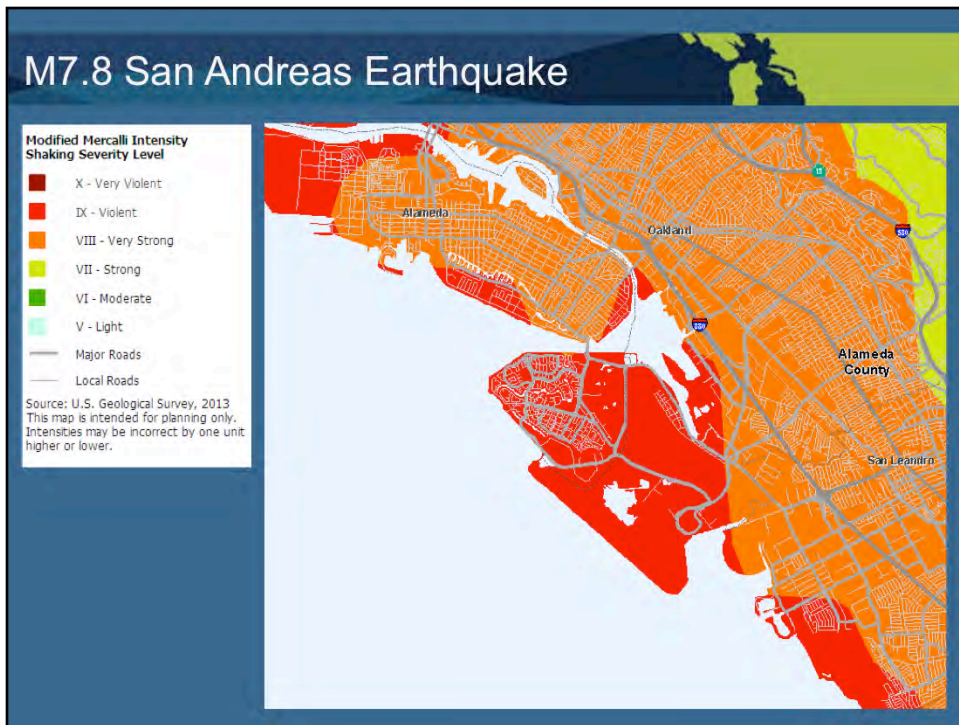 M7.8 San Andreas Earthquake
Modified Mercalli Intensity
Shaking Severity Level
X - Very Violent
IX - Violent
VIII - Very Strong
VII - Strong
VI - Moderate
V - Light
Major Roads
Local Roads
Source: U.S. Geological Survey, 2013
This map is intended for planning only.
Intensities may be incorrect by one unit
higher or lower.
Alameda
Oakland
13
580
880
Alameda
County
San Leandro